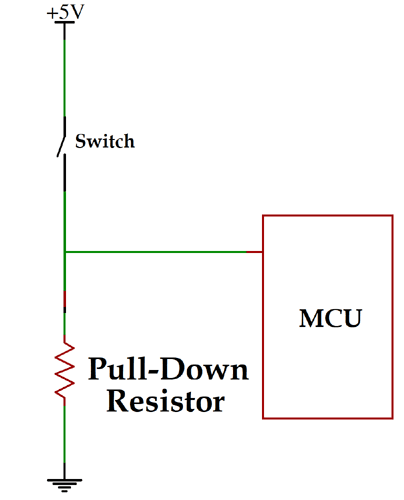 +5V
Switch
MCU
Pull-Down
Resistor